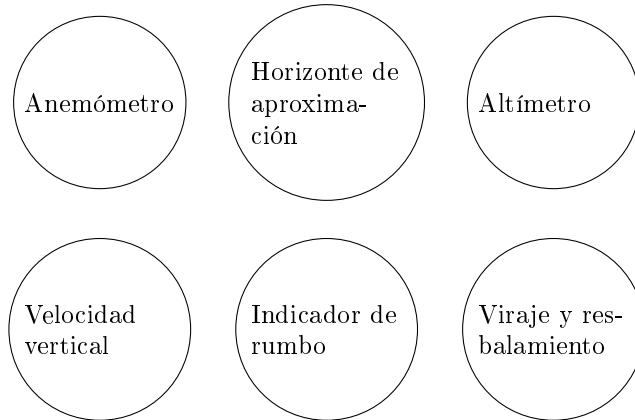 Anemómetro
Horizonte de
aproxima-
ción
Altímetro
Velocidad
vertical
Indicador de
rumbo
Viraje y res-
balamiento